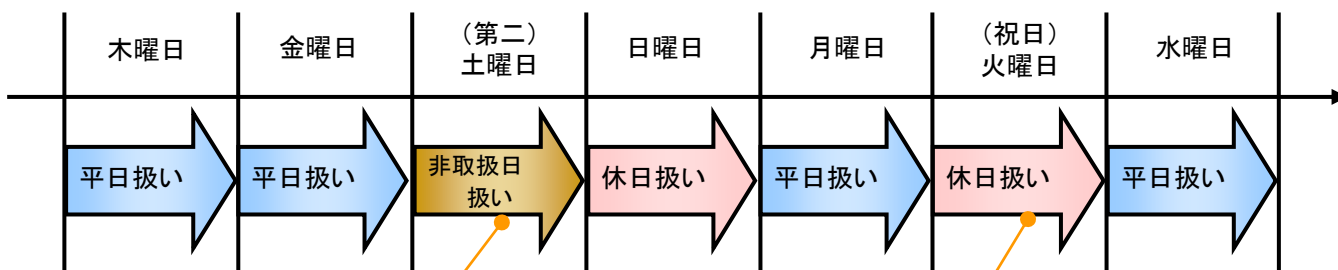 木曜日
金曜日
（第二）
土曜日
日曜日
月曜日
（祝日）
火曜日
水曜日
平日扱い
平日扱い
非取扱日
扱い
休日扱い
平日扱い
休日扱い
平日扱い